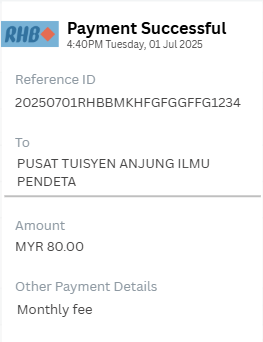 RHB
Payment Successful
4:40PM Tuesday, 01 Jul 2025
Reference ID
20250701RHBBMKHFGFGGFFG1234
To
PUSAT TUISYEN ANJUNG ILMU
PENDETA
Amount
MYR 80.00
Other Payment Details
Monthly fee